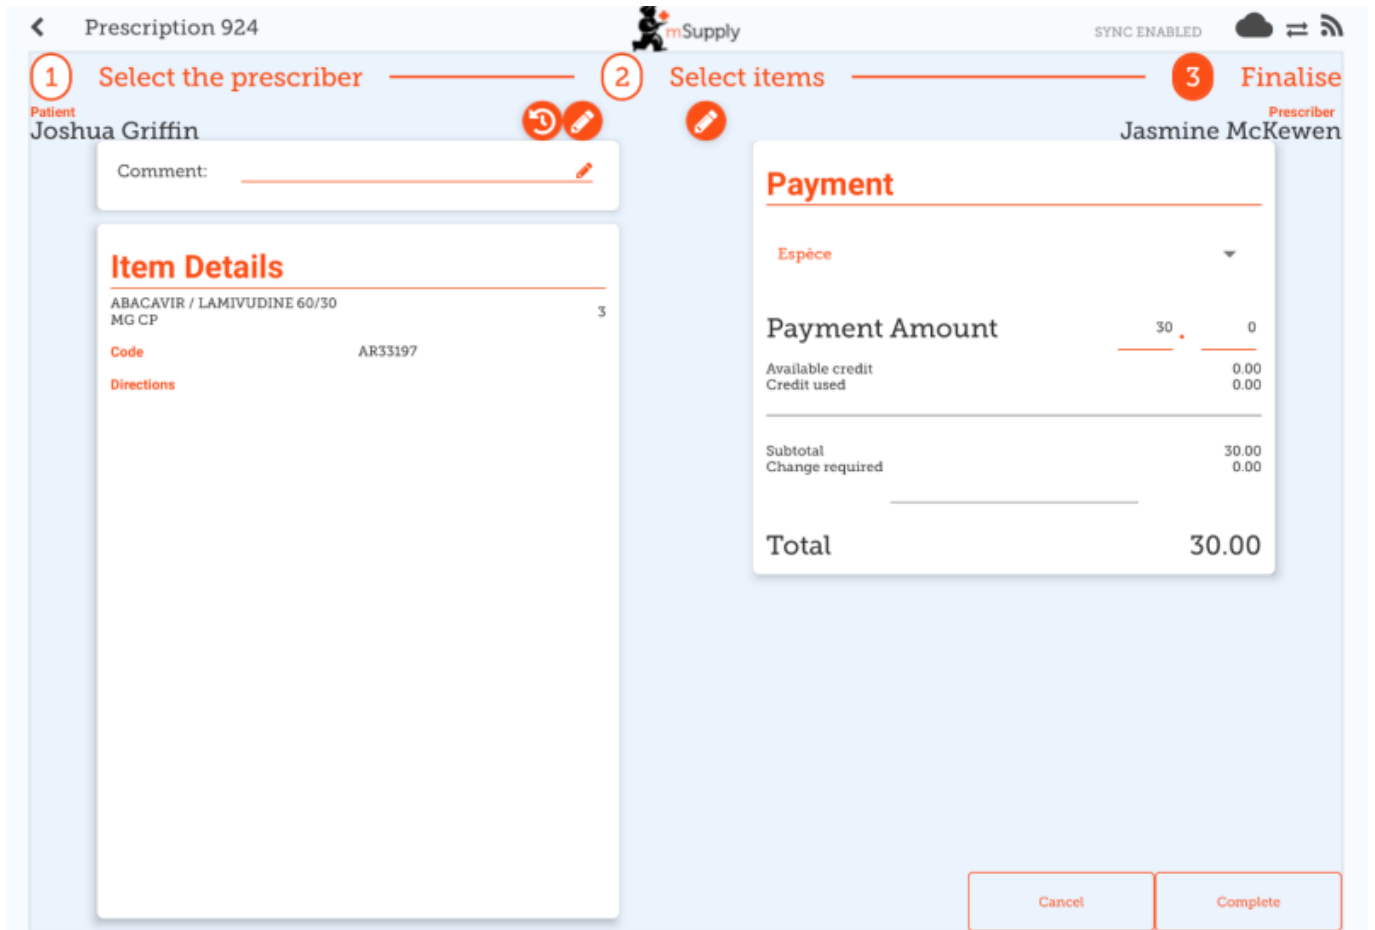 Prescription 924
mSupply
SYNC ENABLED
1 Select the prescriber
2 Select items
3 Finalise
Patient
Joshua Griffin
Prescriber
Jasmine McKewen
Comment:
Item Details
ABACAVIR / LAMIVUDINE 60/30
MG CP
3
Code AR33197
Directions
Payment
Espèce
Payment Amount 30 . 0
Available credit 0.00
Credit used 0.00
Subtotal 30.00
Change required 0.00
Total 30.00
Cancel
Complete